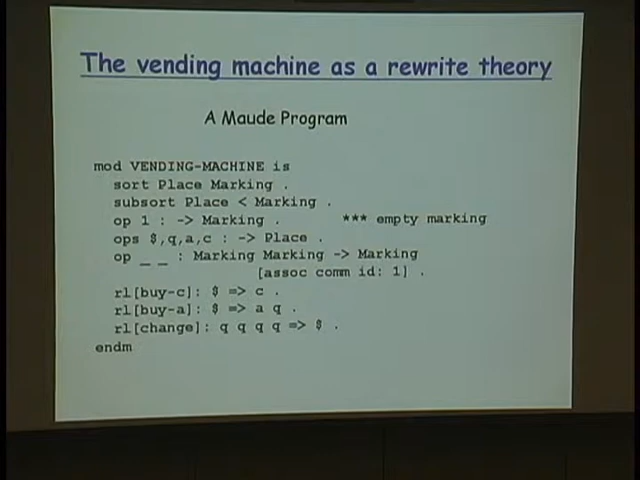 The vending machine as a rewrite theory
A Maude Program
mod VENDING-MACHINE is
sort Place Marking .
subsort Place < Marking .
op 1 : -> Marking . *** empty marking
ops $,q,a,c : -> Place .
op _ _ : Marking Marking -> Marking
[assoc comm id: 1] .
rl[buy-c]: $ => c .
rl[buy-a]: $ => a q .
rl[change]: q q q q => $ .
endm